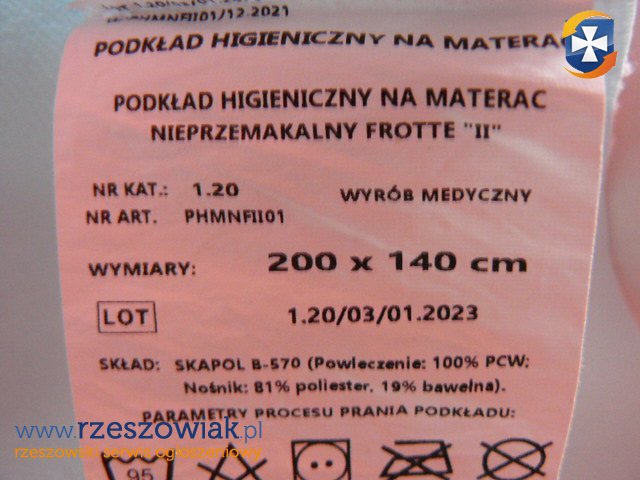 PODKŁAD HIGIENICZNY NA MATERAC
PODKŁAD HIGIENICZNY NA MATERAC
NIEPRZEMAKALNY FROTTE "II"
NR KAT.: 1.20
WYRÓB MEDYCZNY
NR ART. PHMNFII01
WYMIARY: 200 x 140 cm
LOT 1.20/03/01.2023
SKŁAD: SKAPOL B-570 (Powleczenie: 100% PCW;
Nośnik: 81% poliester, 19% bawełna).
PARAMETRY PROCESU PRANIA PODKŁADU:
www.rzeszowiak.pl
rzeszowski serwis ogłoszeniowy
95